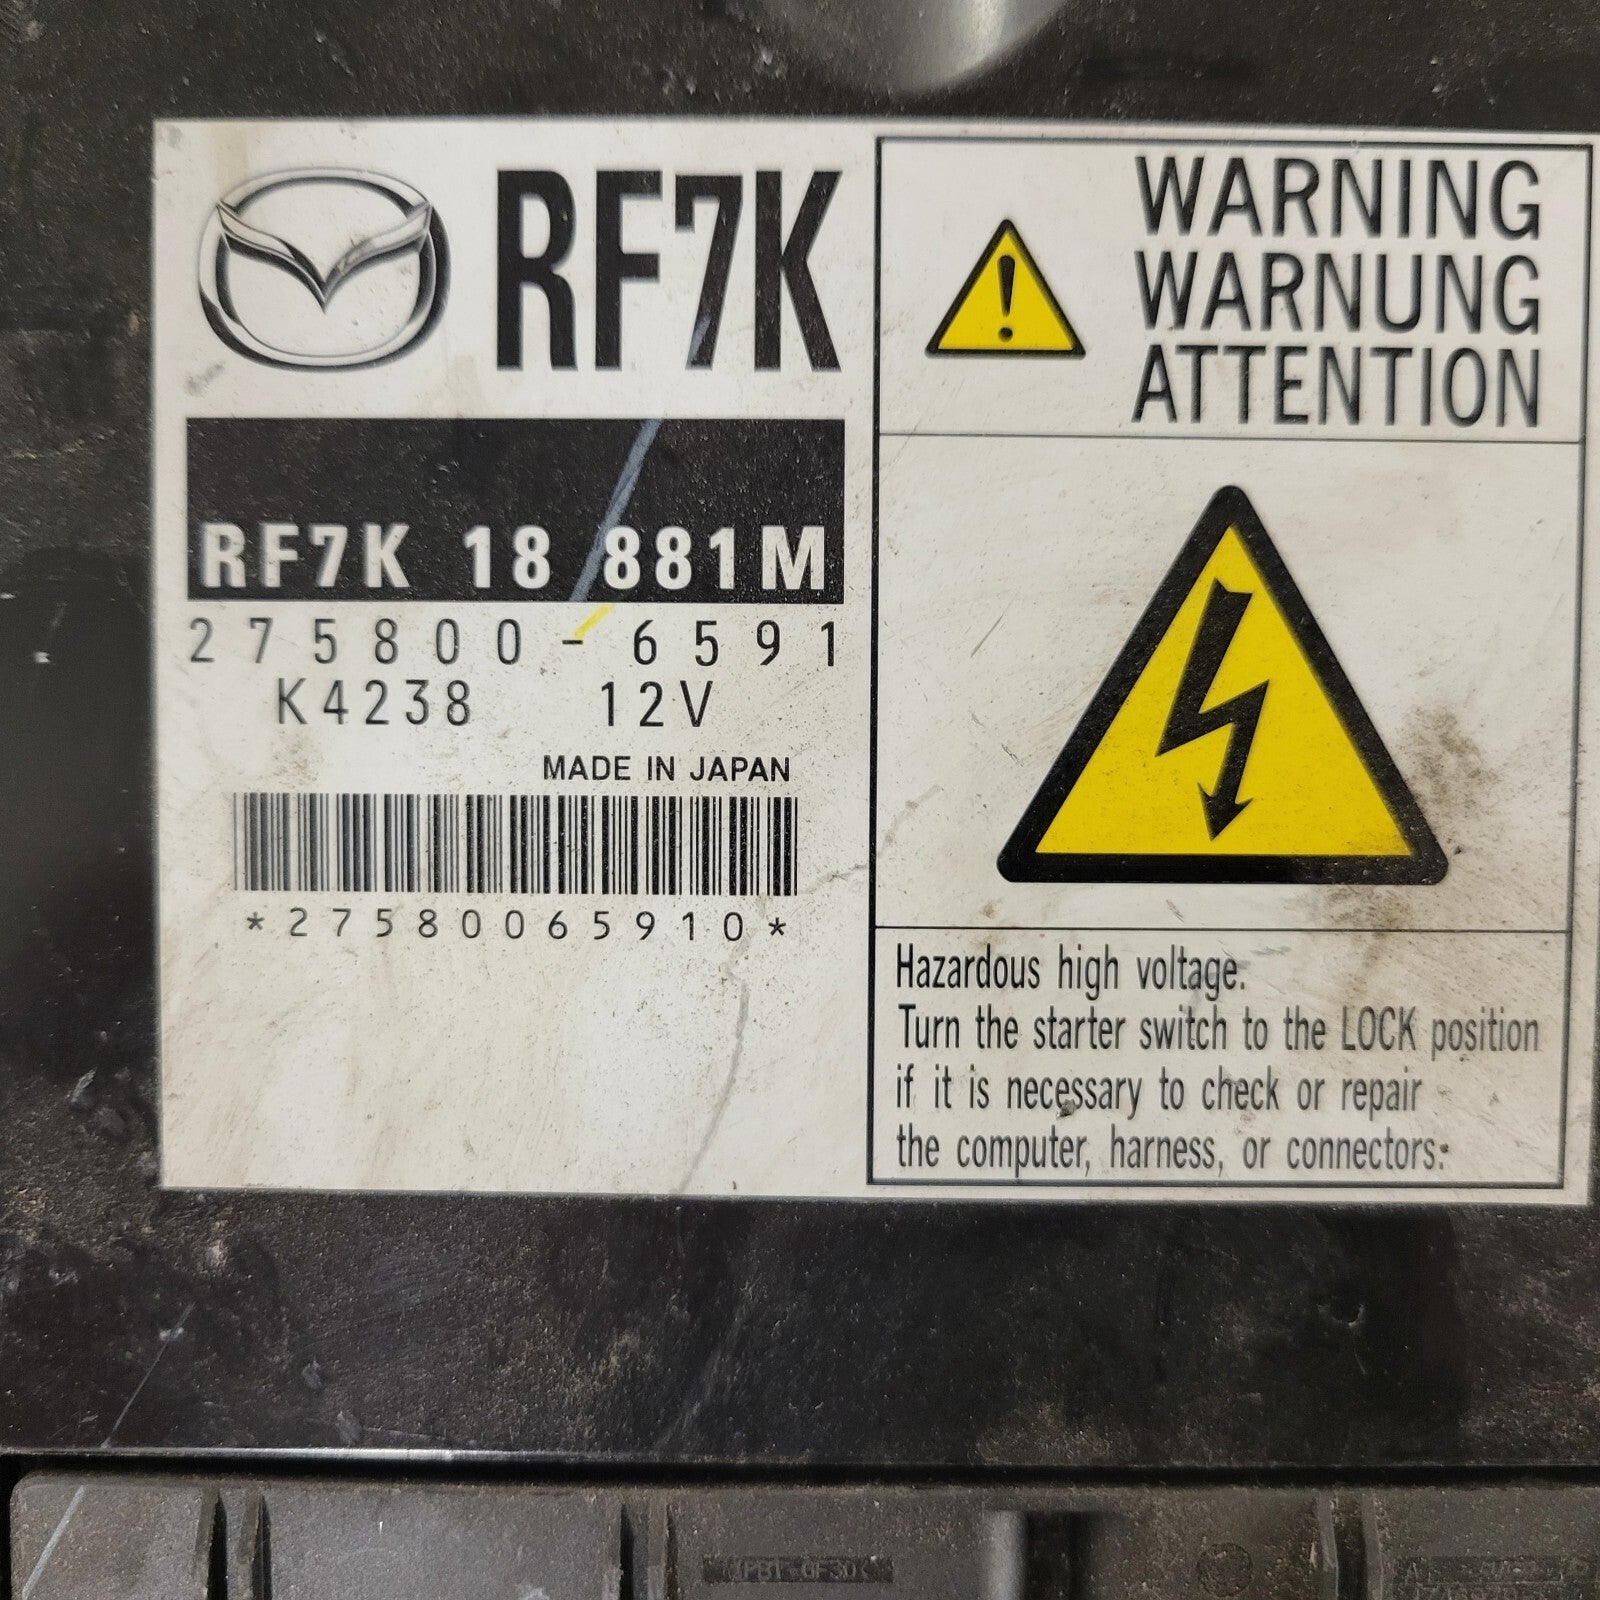 RF7K
RF7K 18 881M
275800-6591
K4238 12V
MADE IN JAPAN
*27580065910*
WARNING
WARNUNG
ATTENTION
Hazardous high voltage.
Turn the starter switch to the LOCK position
if it is necessary to check or repair
the computer, harness, or connectors.